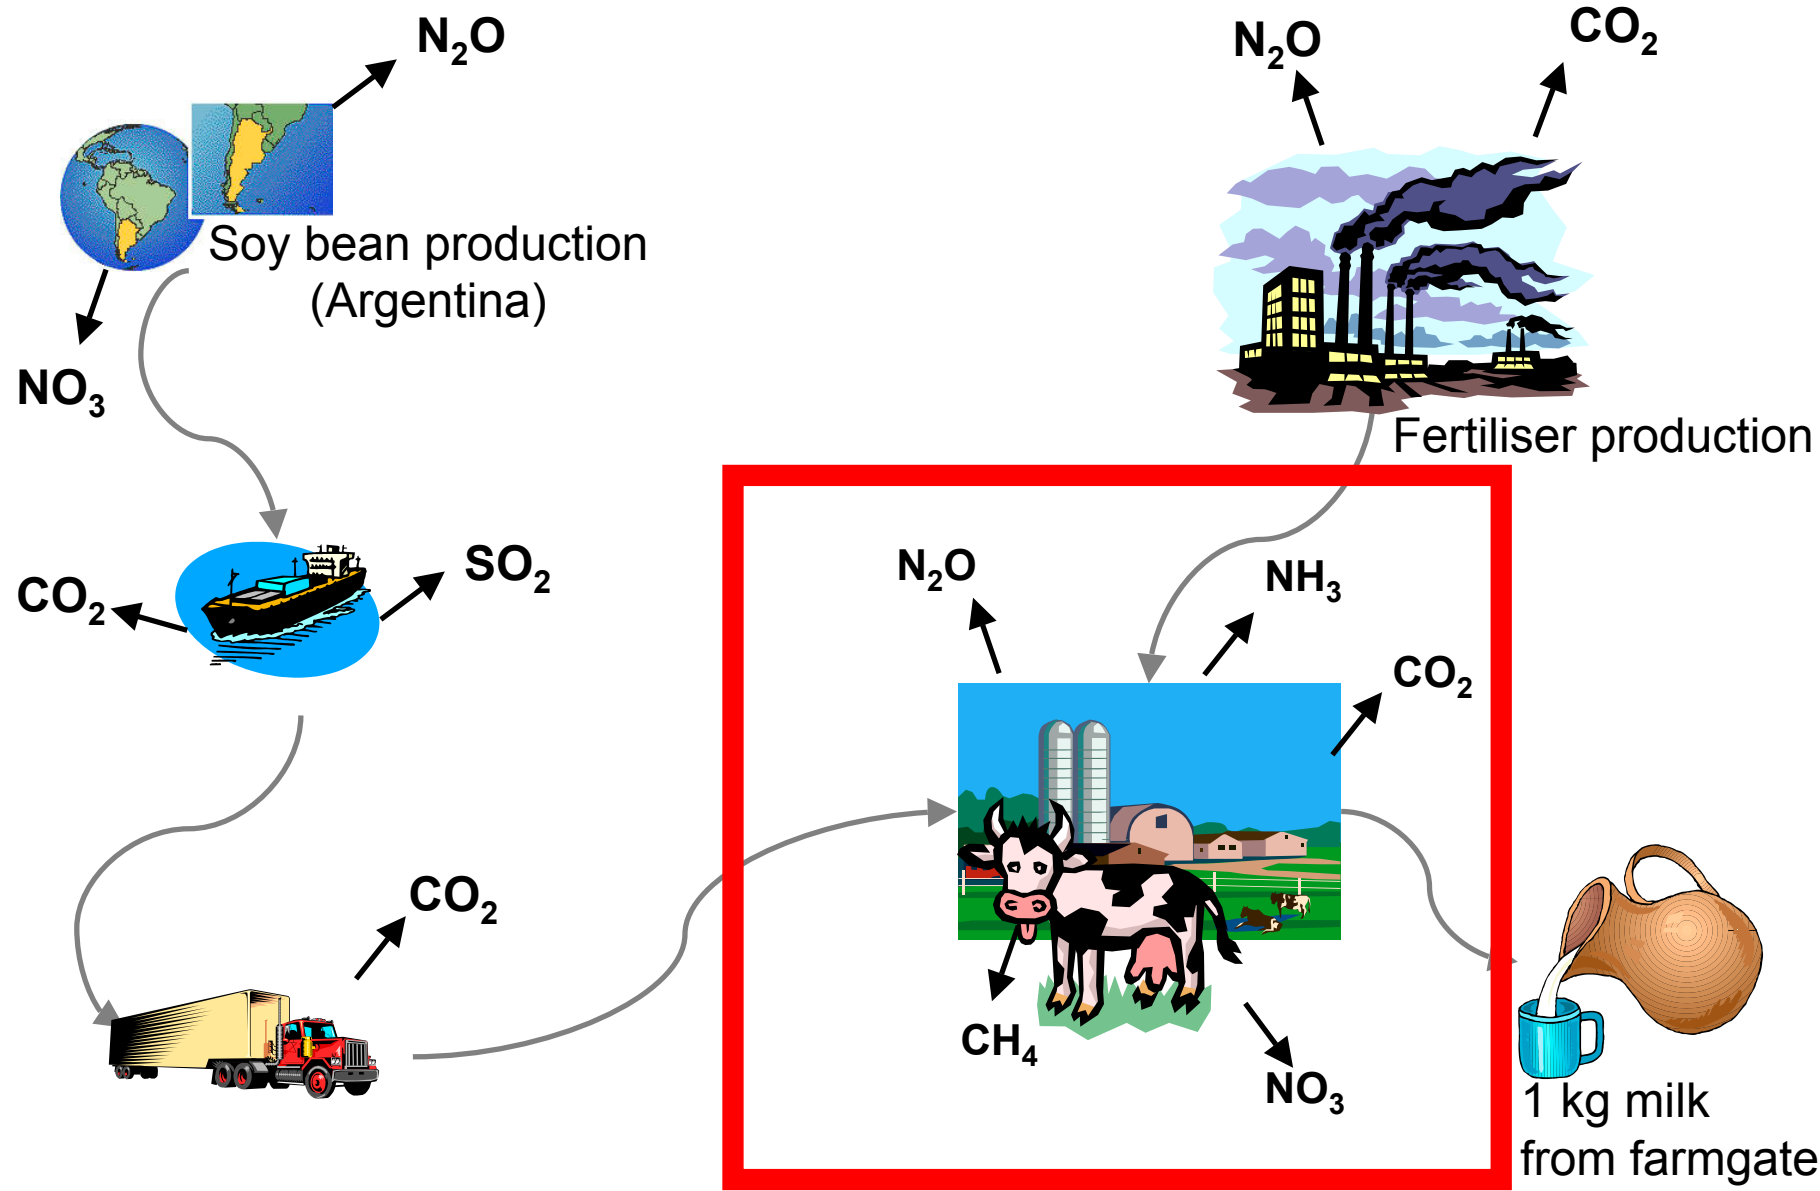 N₂O
N₂O
CO₂
Soy bean production
(Argentina)
NO₃
Fertiliser production
CO₂
SO₂
N₂O
NH₃
CO₂
CO₂
CH₄
NO₃
1 kg milk
from farmgate